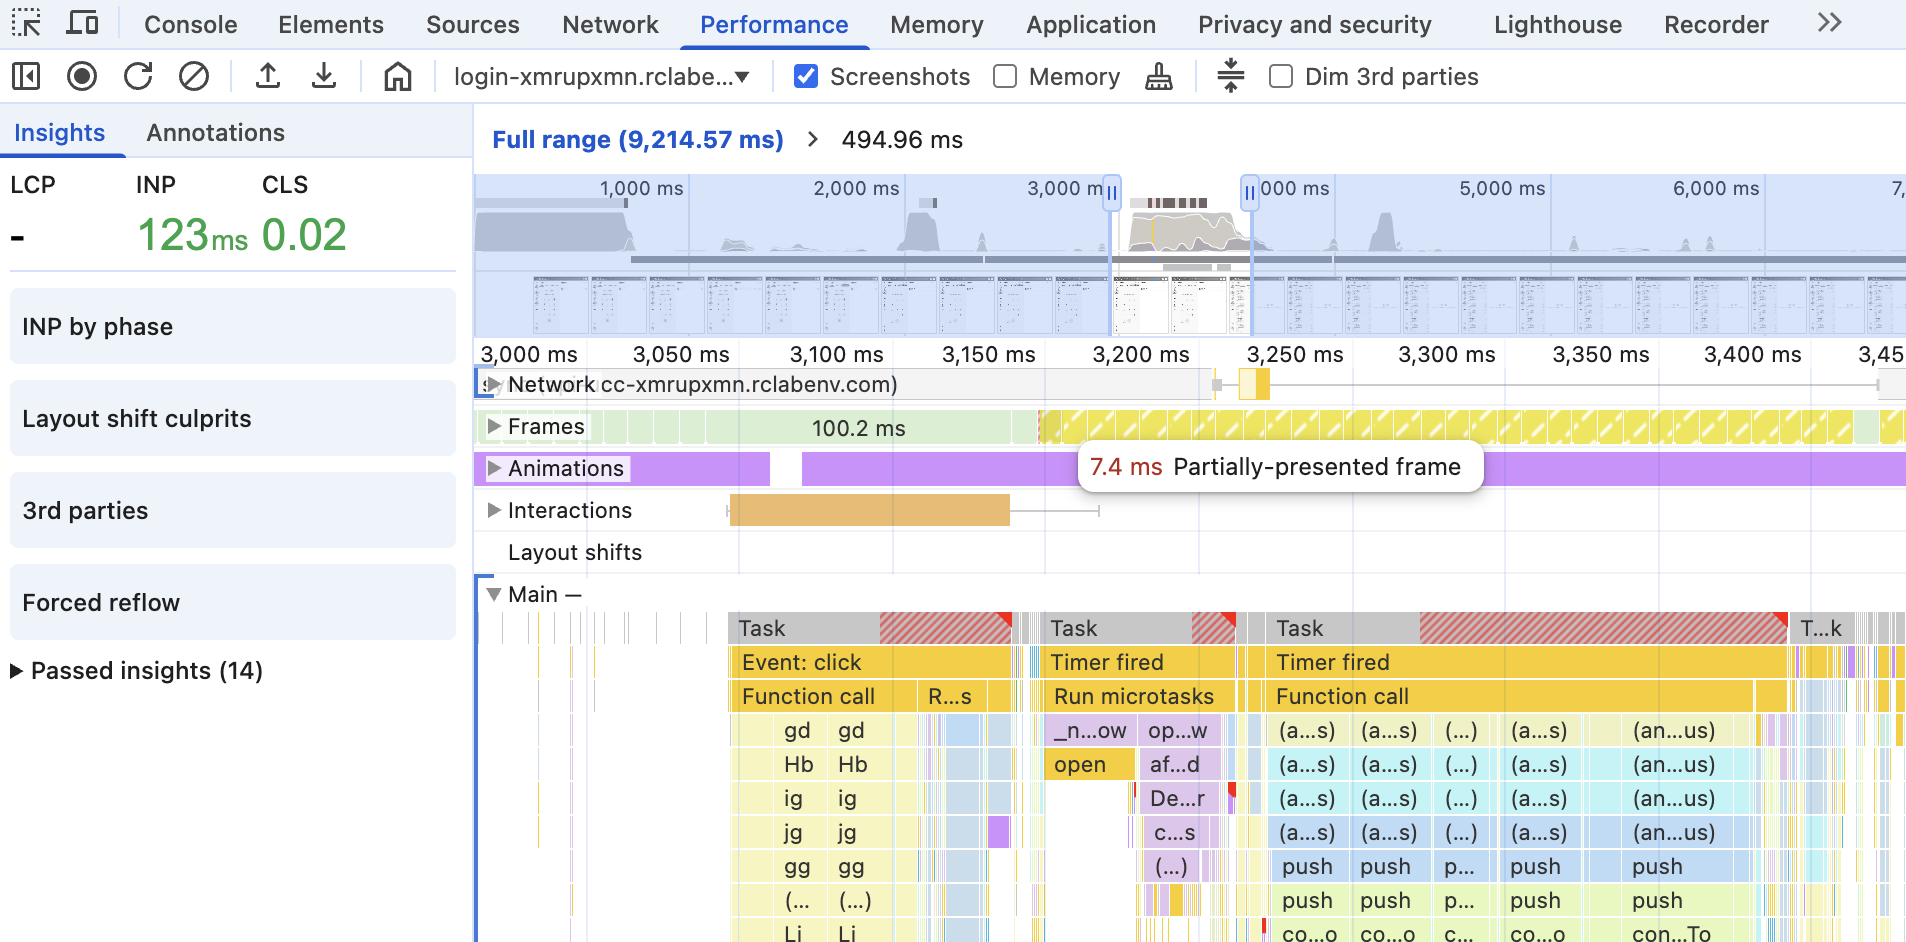 Console Elements Sources Network Performance Memory Application Privacy and security Lighthouse Recorder
login-xmrupxmn.rclabe... Screenshots Memory Dim 3rd parties
Insights Annotations
LCP INP CLS
- 123 ms 0.02
INP by phase
Layout shift culprits
3rd parties
Forced reflow
Passed insights (14)
Full range (9,214.57 ms) > 494.96 ms
1,000 ms 2,000 ms 3,000 m 000 ms 5,000 ms 6,000 ms 7,
3,000 ms 3,050 ms 3,100 ms 3,150 ms 3,200 ms 3,250 ms 3,300 ms 3,350 ms 3,400 ms 3,45
Network cc-xmrupxmn.rclabenv.com)
Frames 100.2 ms
Animations
7.4 ms Partially-presented frame
Interactions
Layout shifts
Main —
Task Task Task T...k
Event: click Timer fired Timer fired
Function call R...s Run microtasks Function call
gd gd _n...ow op...w (a...s) (a...s) (...) (a...s) (an...us)
Hb Hb open af...d (a...s) (a...s) (...) (a...s) (an...us)
ig ig De...r (a...s) (a...s) (...) (a...s) (an...us)
jg jg c...s (a...s) (a...s) (...) (a...s) (an...us)
gg gg (...) push push p... push push
(... (...) push push p... push push
Li Li co...o co...o c... co...o con...To